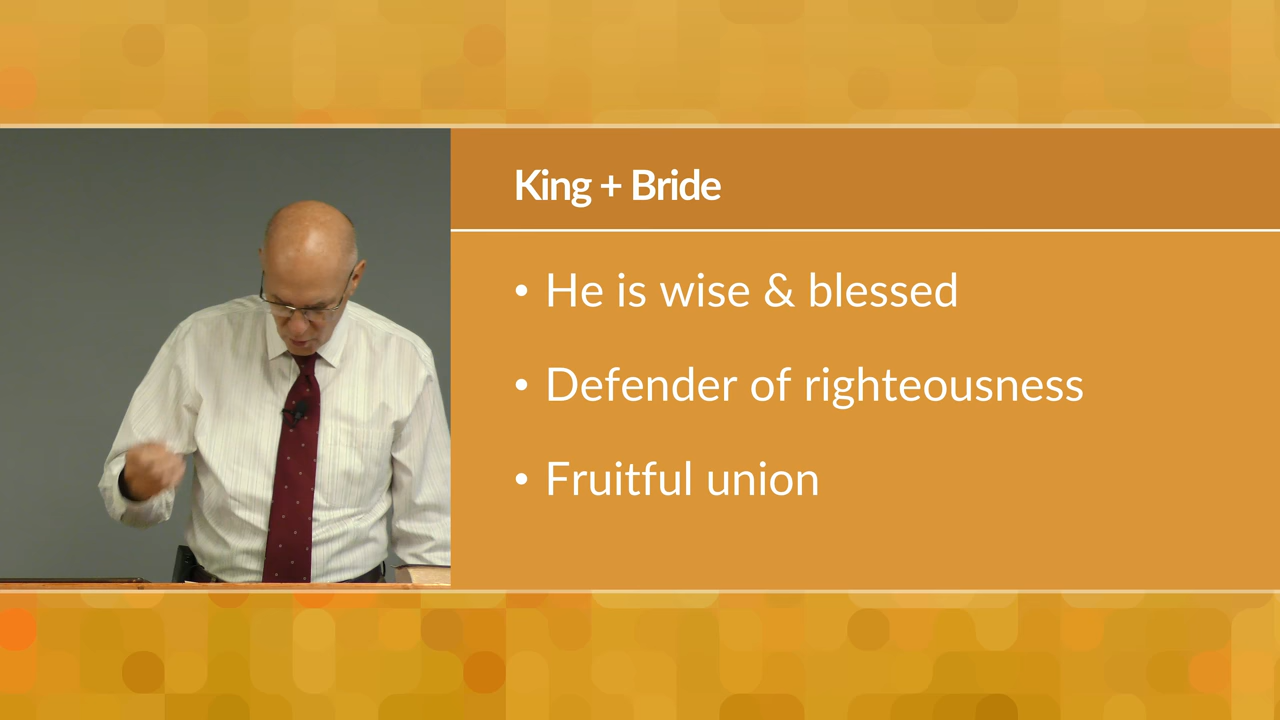 King + Bride
• He is wise & blessed
• Defender of righteousness
• Fruitful union